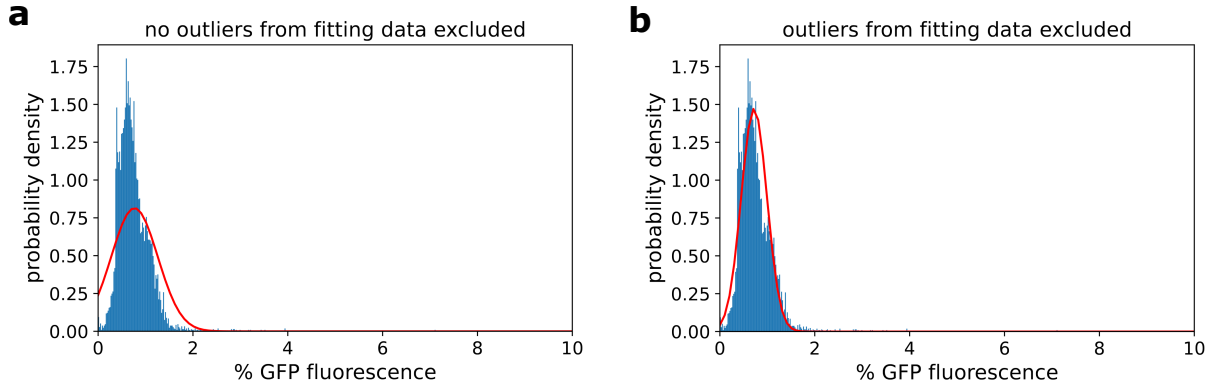 a
no outliers from fitting data excluded
probability density
1.75
1.50
1.25
1.00
0.75
0.50
0.25
0.00
0 2 4 6 8 10
% GFP fluorescence
b
outliers from fitting data excluded
probability density
1.75
1.50
1.25
1.00
0.75
0.50
0.25
0.00
0 2 4 6 8 10
% GFP fluorescence